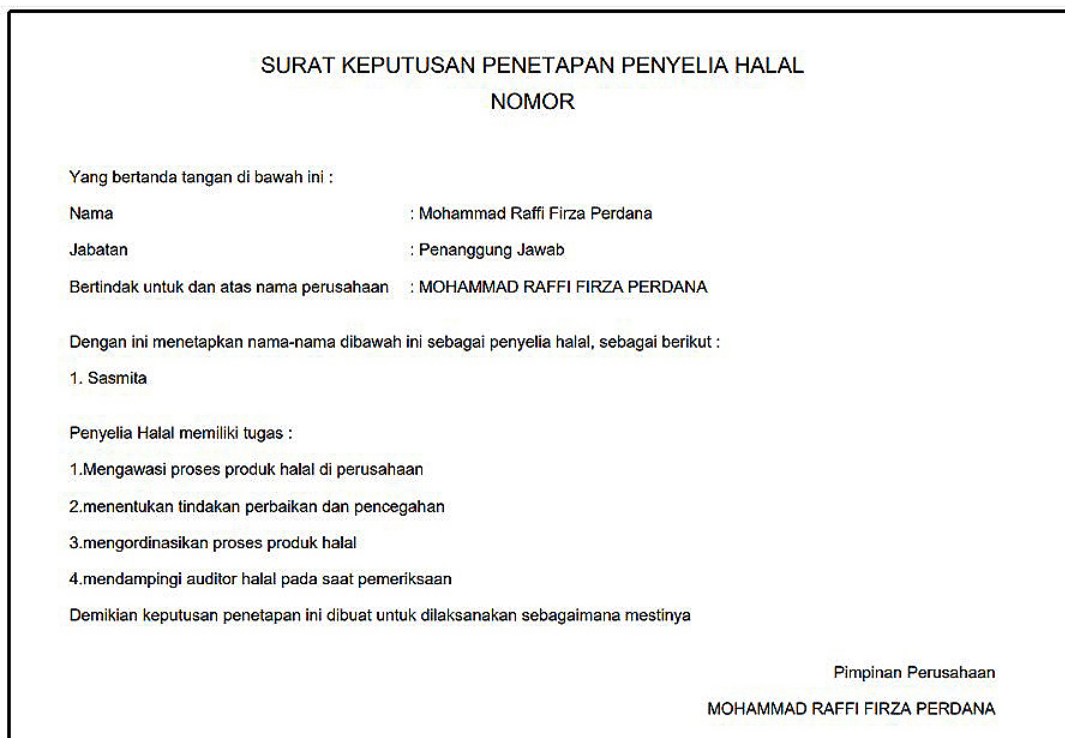 SURAT KEPUTUSAN PENETAPAN PENYELIA HALAL
NOMOR
Yang bertanda tangan di bawah ini :
Nama : Mohammad Raffi Firza Perdana
Jabatan : Penanggung Jawab
Bertindak untuk dan atas nama perusahaan : MOHAMMAD RAFFI FIRZA PERDANA
Dengan ini menetapkan nama-nama dibawah ini sebagai penyelia halal, sebagai berikut :
1. Sasmita
Penyelia Halal memiliki tugas :
1.Mengawasi proses produk halal di perusahaan
2.menentukan tindakan perbaikan dan pencegahan
3.mengordinasikan proses produk halal
4.mendampingi auditor halal pada saat pemeriksaan
Demikian keputusan penetapan ini dibuat untuk dilaksanakan sebagaimana mestinya
Pimpinan Perusahaan
MOHAMMAD RAFFI FIRZA PERDANA